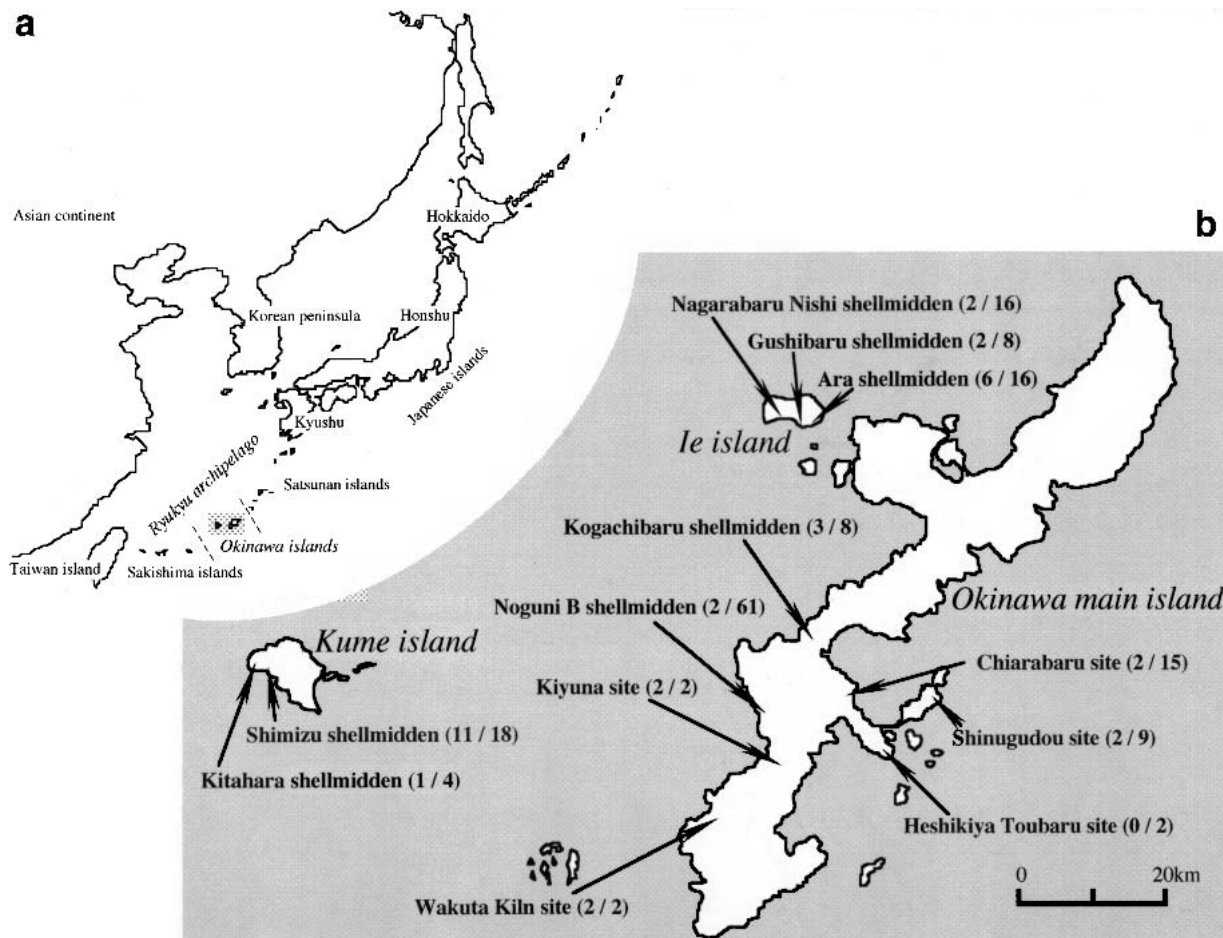 a
Asian continent
Hokkaido
Korean peninsula
Honshu
Japanese islands
Kyushu
Ryukyu archipelago
Satsunan islands
Okinawa islands
Taiwan island
Sakishima islands
b
Nagarabaru Nishi shellmidden (2 / 16)
Gushibaru shellmidden (2 / 8)
Ara shellmidden (6 / 16)
Ie island
Kogachibaru shellmidden (3 / 8)
Noguni B shellmidden (2 / 61)
Okinawa main island
Kume island
Chiarabaru site (2 / 15)
Kiyuna site (2 / 2)
Shimizu shellmidden (11 / 18)
Shinugudou site (2 / 9)
Kitahara shellmidden (1 / 4)
Heshikiya Toubaru site (0 / 2)
Wakuta Kiln site (2 / 2)
0 20km